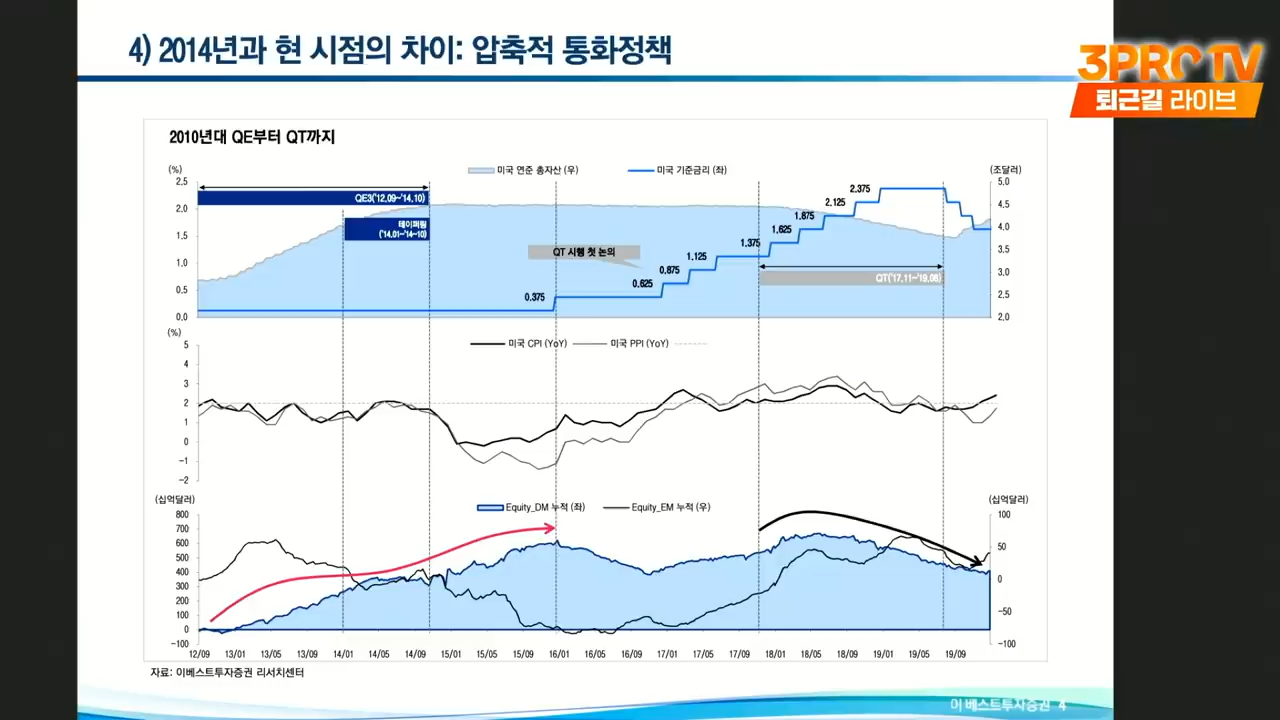 4) 2014년과 현 시점의 차이: 압축적 통화정책
3PROTV
퇴근길 라이브
2010년대 QE부터 QT까지
(%)
미국 연준 총자산 (우)
미국 기준금리 (좌)
(조달러)
2.5
2.0
1.5
1.0
0.5
0.0
QE3('12.09~'14.10)
테이퍼링
('14.01~'14~10)
QT 시행 첫 논의
0.375
0.625
0.875
1.125
1.375
1.625
1.875
2.125
2.375
QT('17.11~'19.08)
5.0
4.5
4.0
3.5
3.0
2.5
2.0
(%)
미국 CPI (YoY)
미국 PPI (YoY)
5
4
3
2
1
0
-1
-2
(십억달러)
Equity_DM 누적 (좌)
Equity_EM 누적 (우)
(십억달러)
800
700
600
500
400
300
200
100
0
-100
100
50
0
-50
-100
12/09 13/01 13/05 13/09 14/01 14/05 14/09 15/01 15/05 15/09 16/01 16/05 16/09 17/01 17/05 17/09 18/01 18/05 18/09 19/01 19/05 19/09
자료: 이베스트투자증권 리서치센터
이베스트투자증권 4